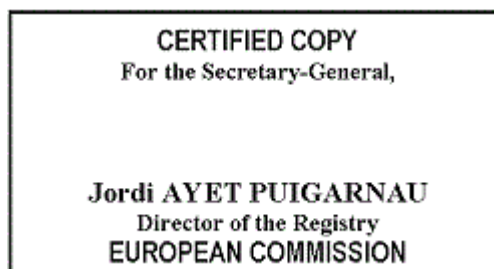 CERTIFIED COPY
For the Secretary-General,
Jordi AYET PUIGARNAU
Director of the Registry
EUROPEAN COMMISSION